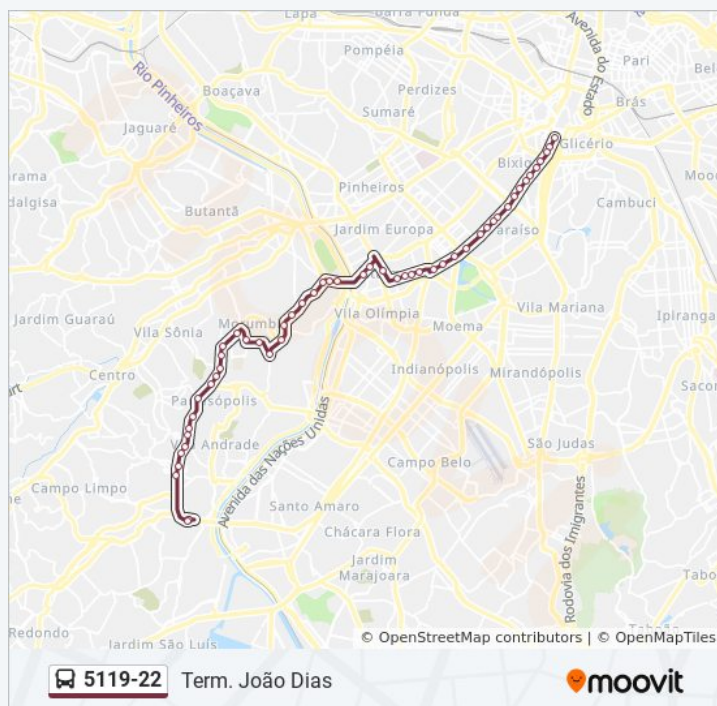 Lapa
Barra Funda
Avenida do Estado
Pompéia
Pari
Rio Pinheiros
Boaçava
Perdizes
Brás
Jaguaré
Sumaré
Glicério
Bixiga
Moo
arama
Pinheiros
dalgisa
Butantã
Cambuci
Jardim Europa
Paraíso
Jardim Guaraú
Vila Sônia
Morumbi
Vila Olímpia
Vila Mariana
Ipiranga
Moema
Centro
Indianópolis
Mirandópolis
Saco
Paraisópolis
Vila Andrade
São Judas
Campo Belo
Avenida das Nações Unidas
Campo Limpo
Santo Amaro
Chácara Flora
Rodovia dos Imigrantes
Jardim
Marajoara
Tabo
Redondo
Jardim São Luís
© OpenStreetMap contributors | © OpenMapTiles
5119-22
Term. João Dias
moovit